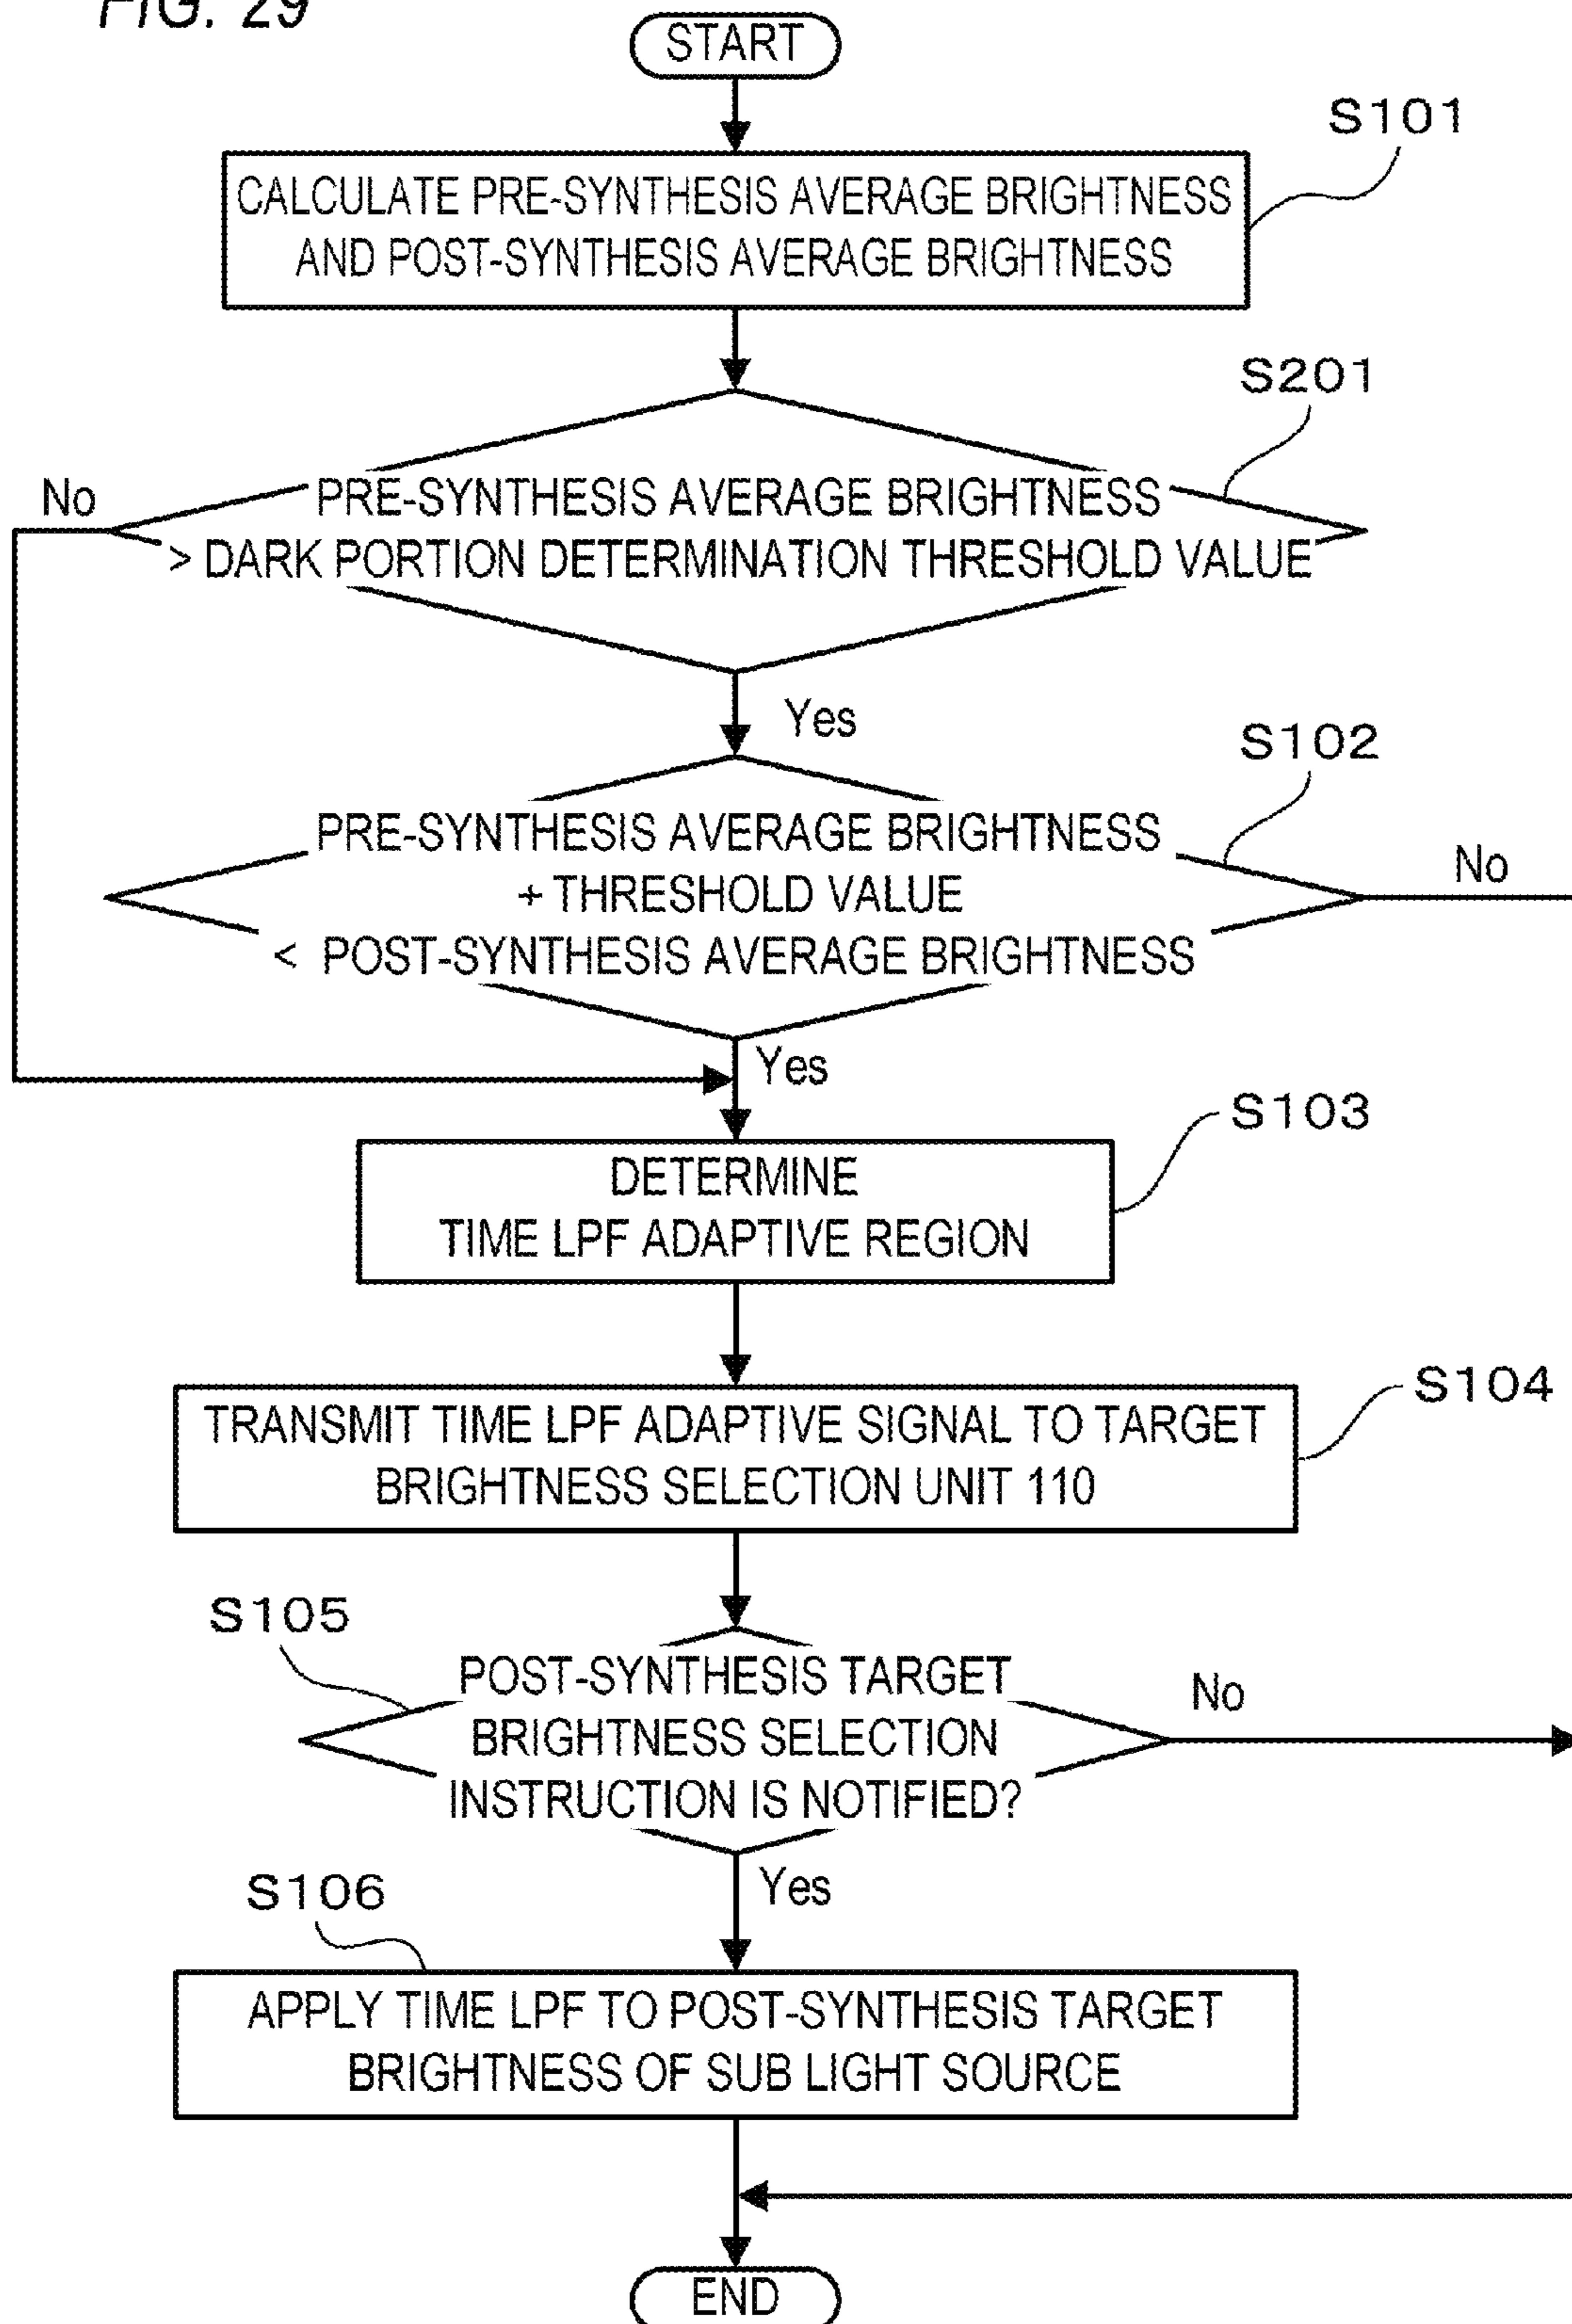 FIG. 29
START
S101
CALCULATE PRE-SYNTHESIS AVERAGE BRIGHTNESS
AND POST-SYNTHESIS AVERAGE BRIGHTNESS
S201
No
PRE-SYNTHESIS AVERAGE BRIGHTNESS
> DARK PORTION DETERMINATION THRESHOLD VALUE
Yes
S102
PRE-SYNTHESIS AVERAGE BRIGHTNESS
+ THRESHOLD VALUE
< POST-SYNTHESIS AVERAGE BRIGHTNESS
No
Yes
S103
DETERMINE
TIME LPF ADAPTIVE REGION
S104
TRANSMIT TIME LPF ADAPTIVE SIGNAL TO TARGET
BRIGHTNESS SELECTION UNIT 110
S105
POST-SYNTHESIS TARGET
BRIGHTNESS SELECTION
INSTRUCTION IS NOTIFIED?
No
Yes
S106
APPLY TIME LPF TO POST-SYNTHESIS TARGET
BRIGHTNESS OF SUB LIGHT SOURCE
END